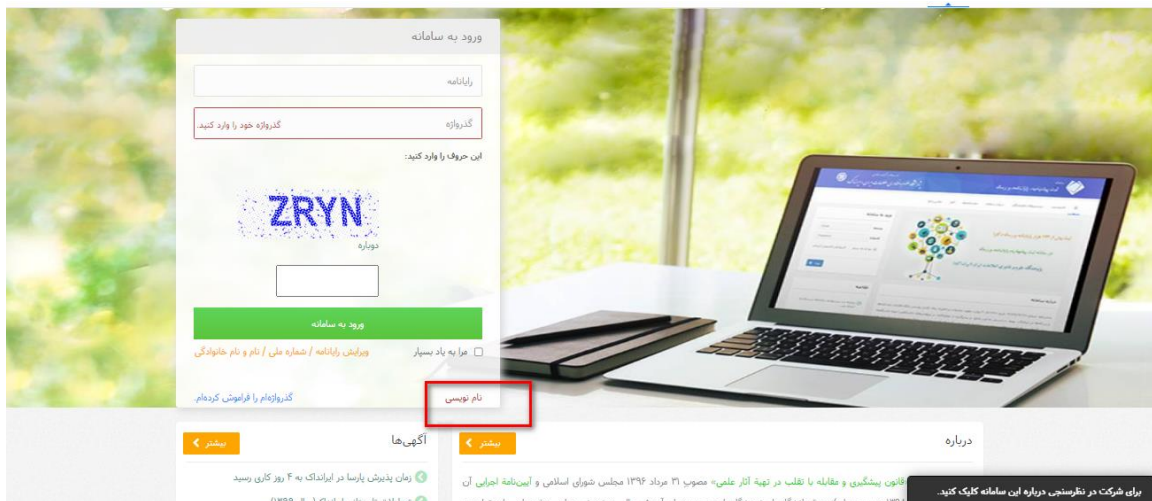 ورود به سامانه
رایانامه
گذرواژه
گذرواژه خود را وارد کنید.
این حروف را وارد کنید:
ZRYN
دوباره
ورود به سامانه
مرا به یاد بسپار
ویرایش رایانامه / شماره ملی / نام و نام خانوادگی
نام نویسی
گذرواژه‌ام را فراموش کرده‌ام.
درباره
بیشتر
قانون پیشگیری و مقابله با تقلب در تهیة آثار علمی» مصوب ۳۱ مرداد ۱۳۹۶ مجلس شورای اسلامی و آیین‌نامة اجرایی آن
آگهی‌ها
بیشتر
زمان پذیرش پارسا در ایرانداک به ۴ روز کاری رسید
برای شرکت در نظرسنجی درباره این سامانه کلیک کنید.